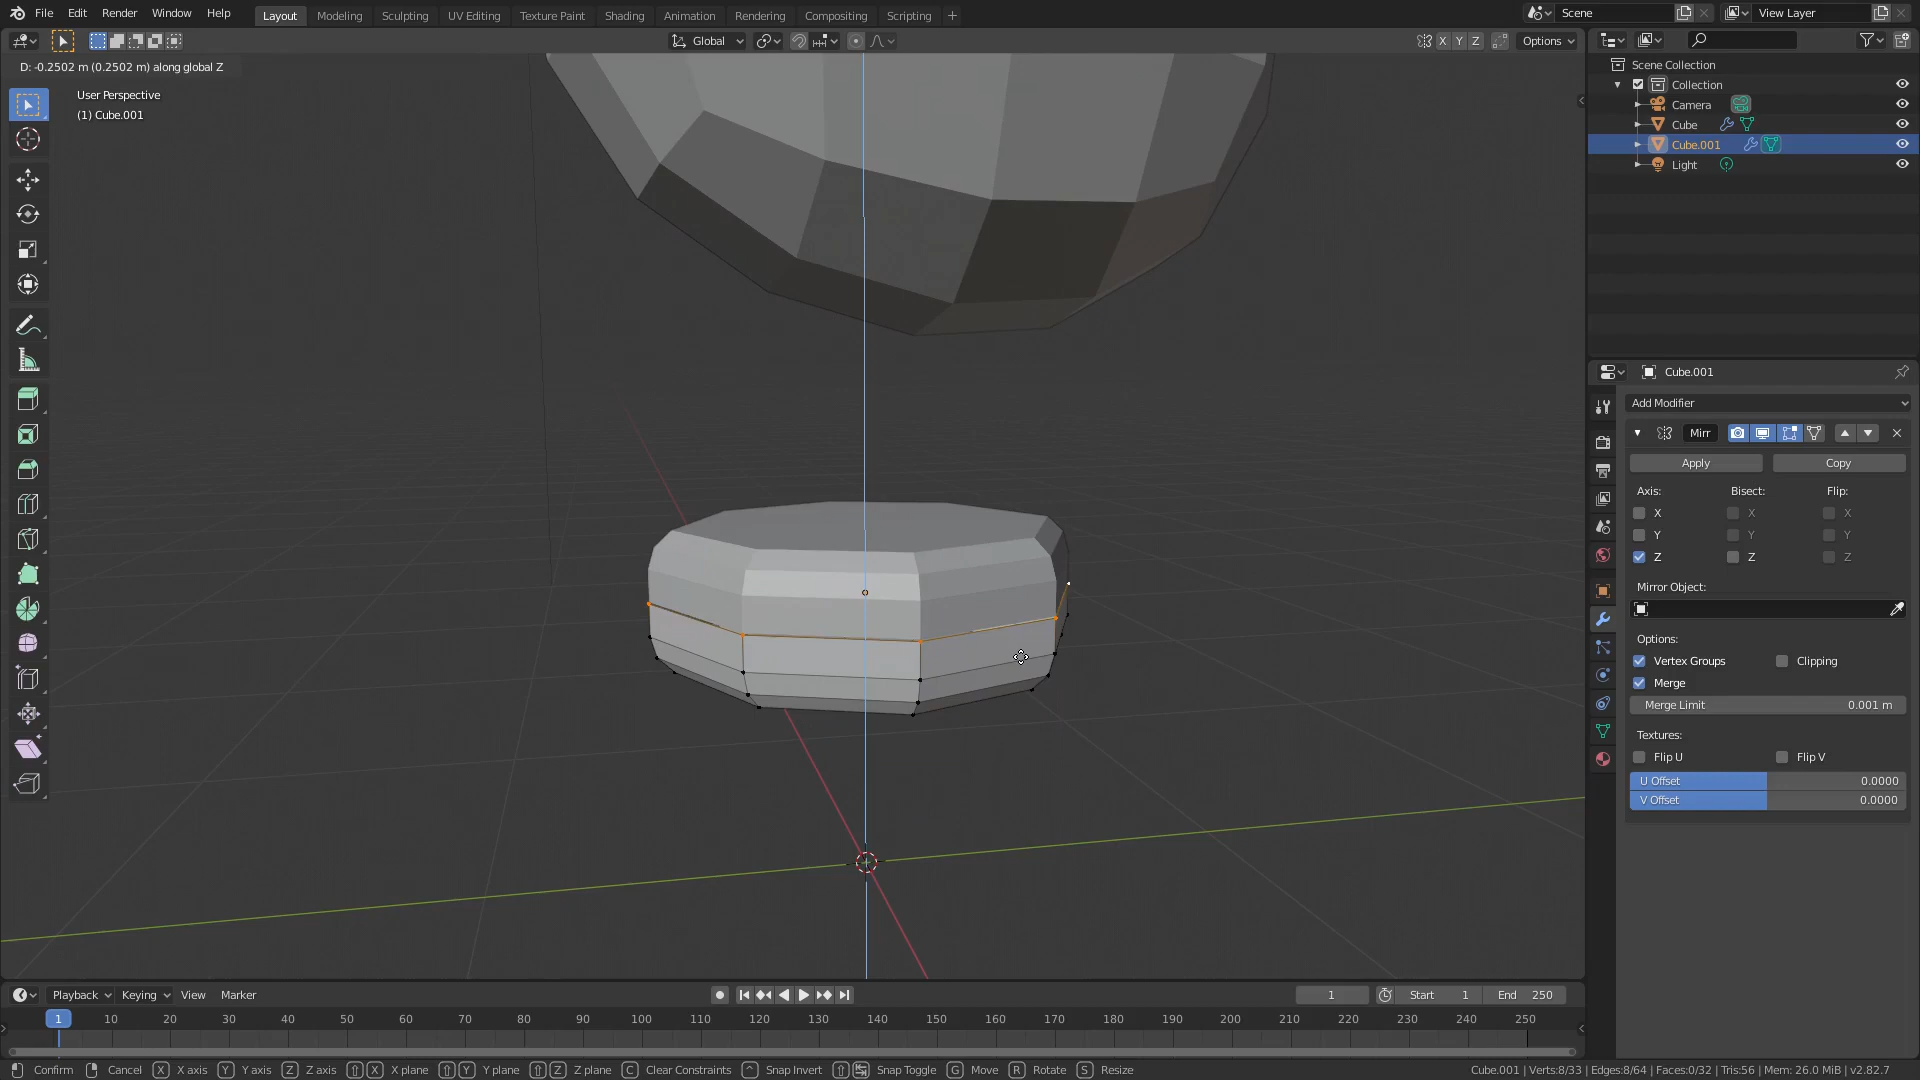 File Edit Render Window Help Layout Modeling Sculpting UV Editing Texture Paint Shading Animation Rendering Compositing Scripting + Scene View Layer
Global X Y Z Options
D: -0.2502 m (0.2502 m) along global Z
User Perspective
(1) Cube.001
Scene Collection
Collection
Camera
Cube
Cube.001
Light
Cube.001
Add Modifier
Mirr
Apply Copy
Axis: Bisect: Flip:
X X X
Y Y Y
Z Z Z
Mirror Object:
Options:
Vertex Groups Clipping
Merge
Merge Limit 0.001 m
Textures:
Flip U Flip V
U Offset 0.0000
V Offset 0.0000
Playback Keying View Marker 1 Start 1 End 250
1 10 20 30 40 50 60 70 80 90 100 110 120 130 140 150 160 170 180 190 200 210 220 230 240 250
Confirm Cancel X X axis Y Y axis Z Z axis X X plane Y Y plane Z Z plane C Clear Constraints Snap Invert Snap Toggle G Move R Rotate S Resize Cube.001 | Verts:8/33 | Edges:8/64 | Faces:0/32 | Tris:56 | Mem: 26.0 MiB | v2.82.7